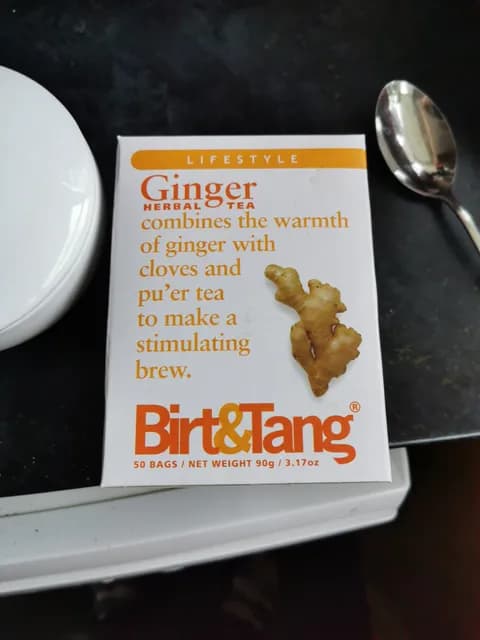 LIFESTYLE
Ginger
HERBAL TEA
combines the warmth
of ginger with
cloves and
pu'er tea
to make a
stimulating
brew.
Birt&Tang®
50 BAGS / NET WEIGHT 90g / 3.17oz